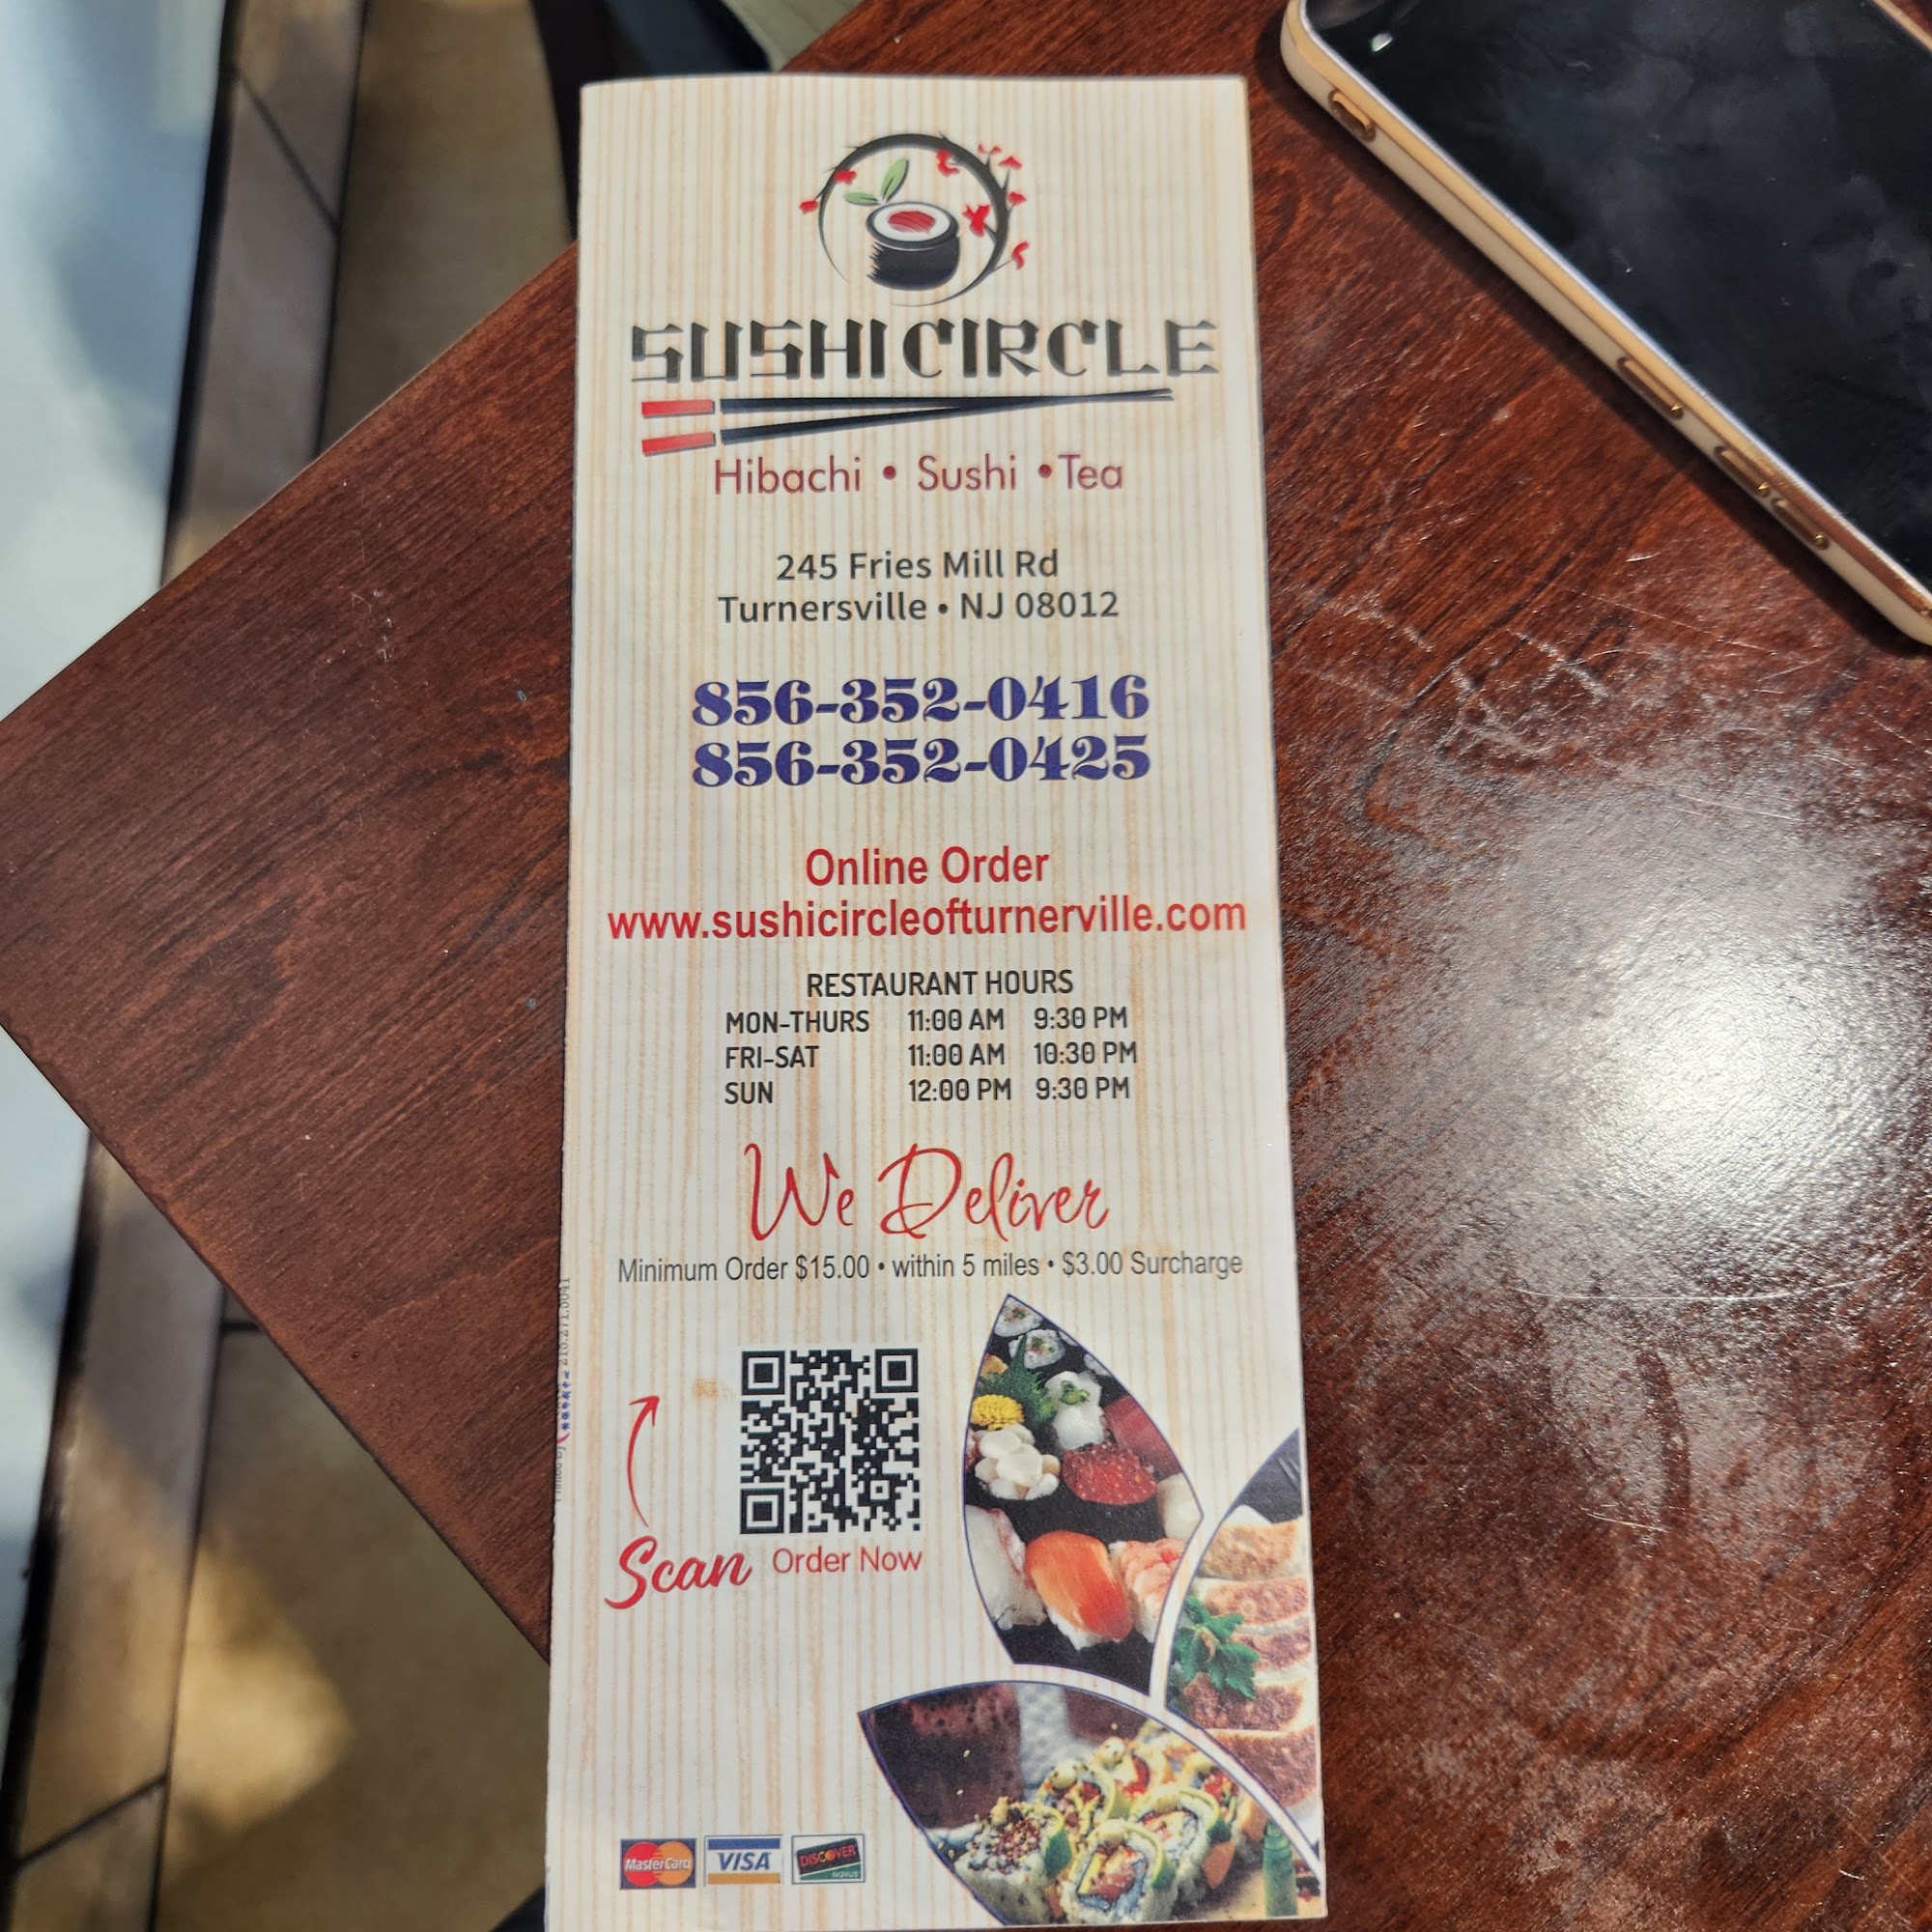 SUSHI CIRCLE
Hibachi • Sushi • Tea
245 Fries Mill Rd
Turnersville • NJ 08012
856-352-0416
856-352-0425
Online Order
www.sushicircleofturnerville.com
RESTAURANT HOURS
MON-THURS 11:00 AM 9:30 PM
FRI-SAT 11:00 AM 10:30 PM
SUN 12:00 PM 9:30 PM
We Deliver
Minimum Order $15.00 • within 5 miles • $3.00 Surcharge
Scan Order Now
MasterCard VISA DISCOVER
NOVUS